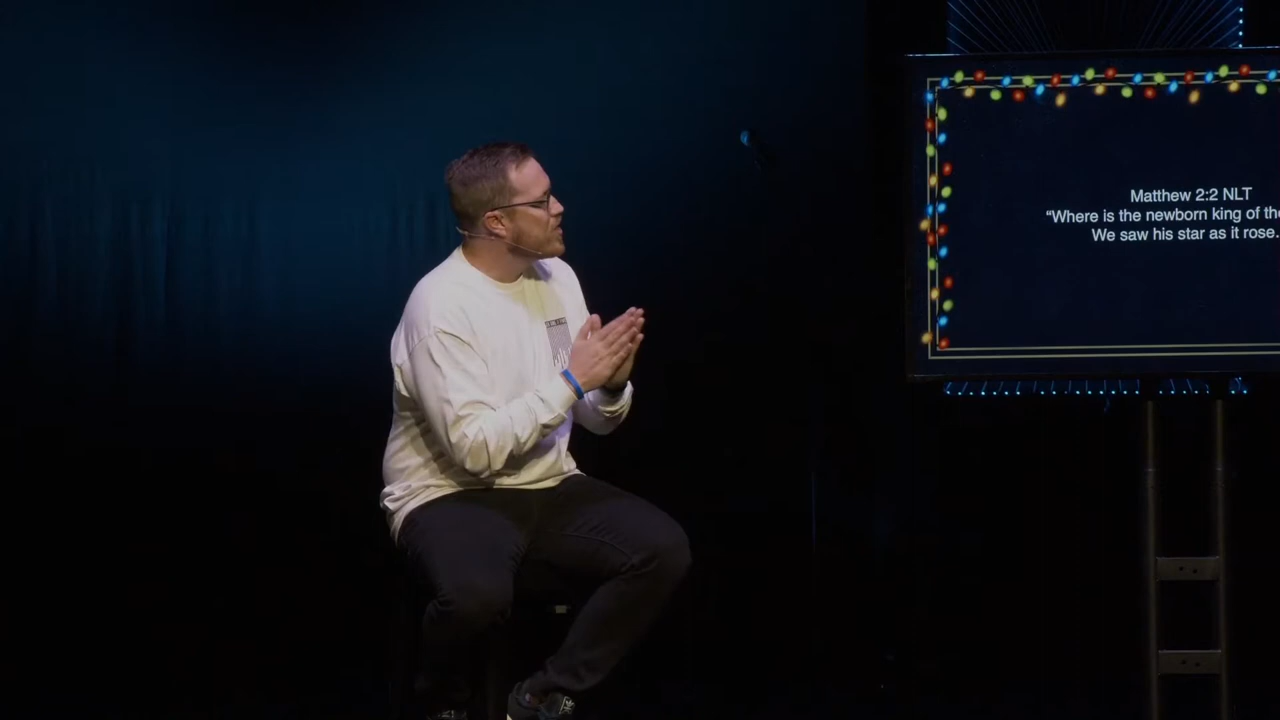 Matthew 2:2 NLT
“Where is the newborn king of the
We saw his star as it rose.